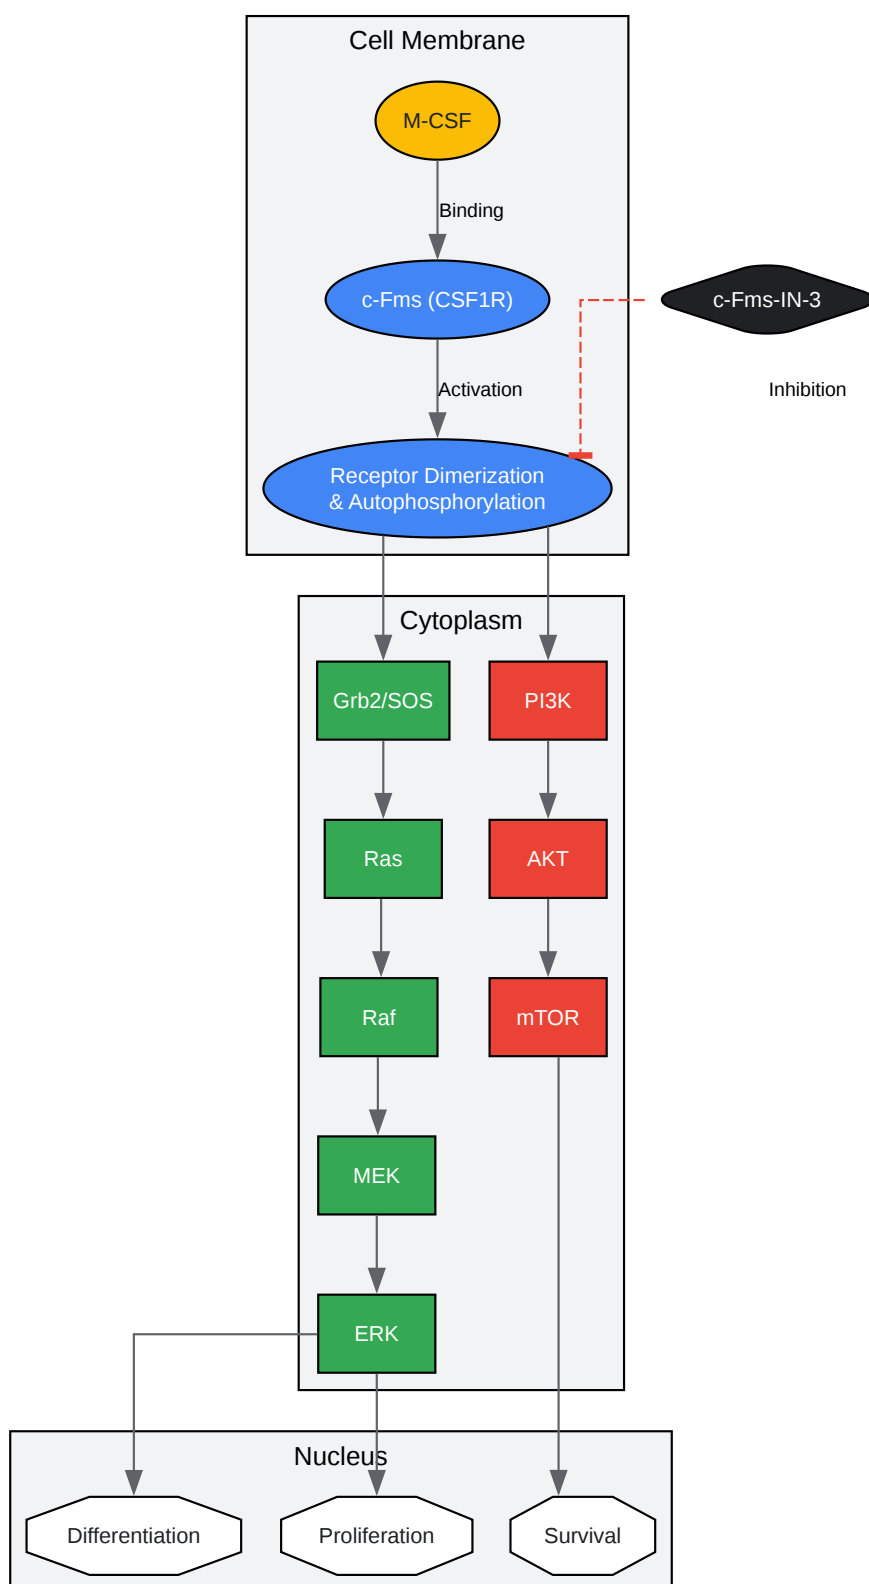 Cell Membrane
M-CSF
Binding
c-Fms (CSF1R)
c-Fms-IN-3
Activation
Inhibition
Receptor Dimerization
& Autophosphorylation
Cytoplasm
Grb2/SOS
PI3K
Ras
AKT
Raf
mTOR
MEK
ERK
Nucleus
Differentiation
Proliferation
Survival